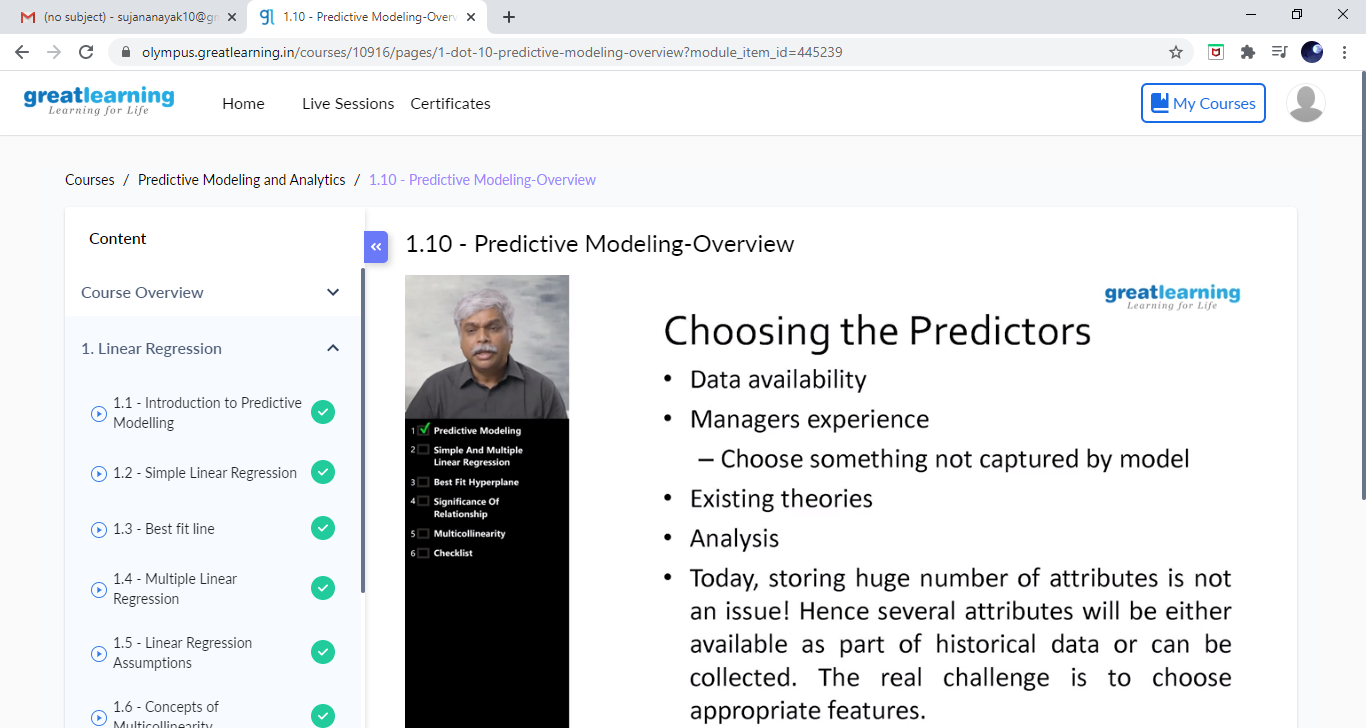 (no subject) - sujananayak10@gm
1.10 - Predictive Modeling-Overv
olympus.greatlearning.in/courses/10916/pages/1-dot-10-predictive-modeling-overview?module_item_id=445239
greatlearning
Learning for Life
Home
Live Sessions
Certificates
My Courses
Courses / Predictive Modeling and Analytics / 1.10 - Predictive Modeling-Overview
Content
Course Overview
1. Linear Regression
1.1 - Introduction to Predictive
Modelling
1.2 - Simple Linear Regression
1.3 - Best fit line
1.4 - Multiple Linear
Regression
1.5 - Linear Regression
Assumptions
1.6 - Concepts of
Multicollinearity
1.10 - Predictive Modeling-Overview
1 Predictive Modeling
2 Simple And Multiple
Linear Regression
3 Best Fit Hyperplane
4 Significance Of
Relationship
5 Multicollinearity
6 Checklist
greatlearning
Learning for Life
Choosing the Predictors
• Data availability
• Managers experience
– Choose something not captured by model
• Existing theories
• Analysis
• Today, storing huge number of attributes is not
an issue! Hence several attributes will be either
available as part of historical data or can be
collected. The real challenge is to choose
appropriate features.